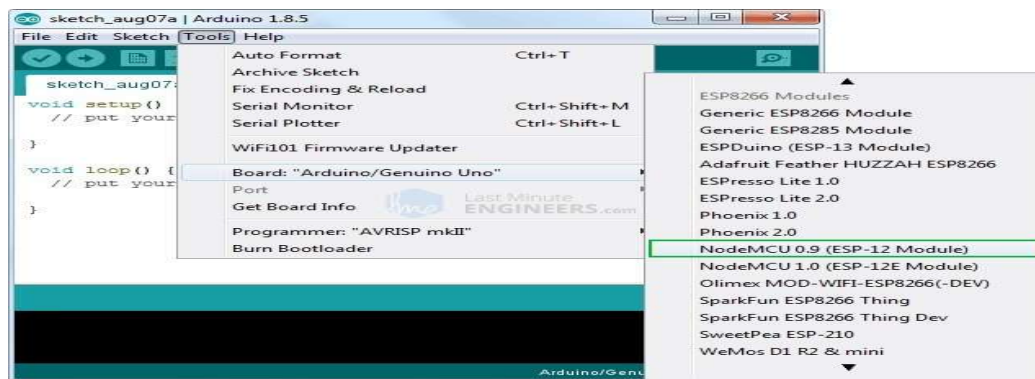 sketch_aug07a | Arduino 1.8.5
File Edit Sketch Tools Help
sketch_aug07a
void setup()
// put your
}
void loop() {
// put your
}
Auto Format Ctrl+T
Archive Sketch
Fix Encoding & Reload
Serial Monitor Ctrl+Shift+M
Serial Plotter Ctrl+Shift+L
WiFi101 Firmware Updater
Board: "Arduino/Genuino Uno"
Port
Get Board Info
Programmer: "AVRISP mkII"
Burn Bootloader
Last Minute
ENGINEERS.com
ESP8266 Modules
Generic ESP8266 Module
Generic ESP8285 Module
ESPDuino (ESP-13 Module)
Adafruit Feather HUZZAH ESP8266
ESPresso Lite 1.0
ESPresso Lite 2.0
Phoenix 1.0
Phoenix 2.0
NodeMCU 0.9 (ESP-12 Module)
NodeMCU 1.0 (ESP-12E Module)
Olimex MOD-WIFI-ESP8266(-DEV)
SparkFun ESP8266 Thing
SparkFun ESP8266 Thing Dev
SweetPea ESP-210
WeMos D1 R2 & mini
Arduino/Genu